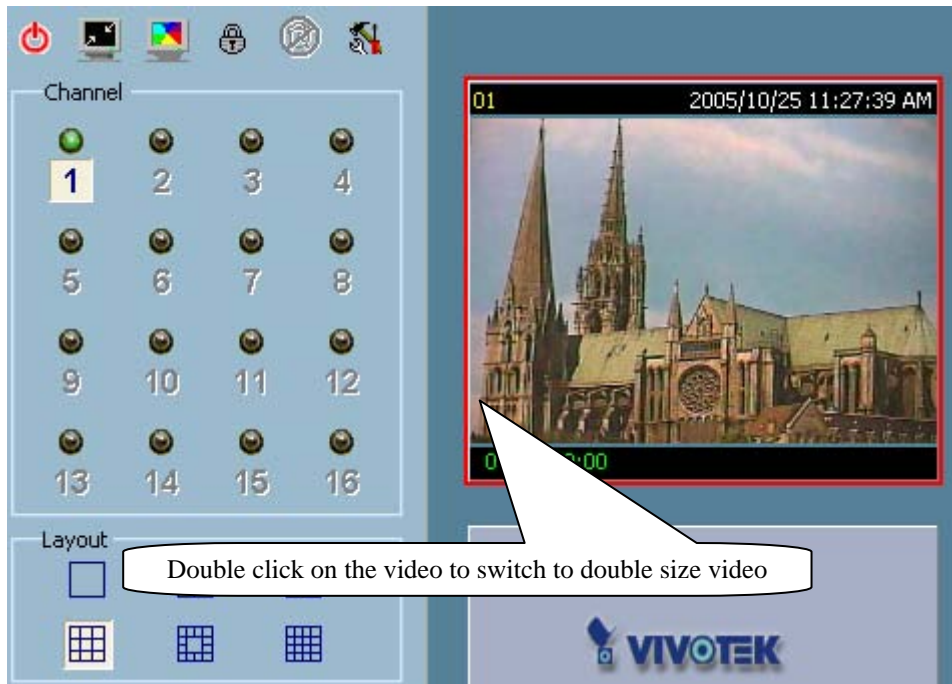 Channel
01 2005/10/25 11:27:39 AM
1 2 3 4
5 6 7 8
9 10 11 12
13 14 15 16
Layout
Double click on the video to switch to double size video
VIVOTEK